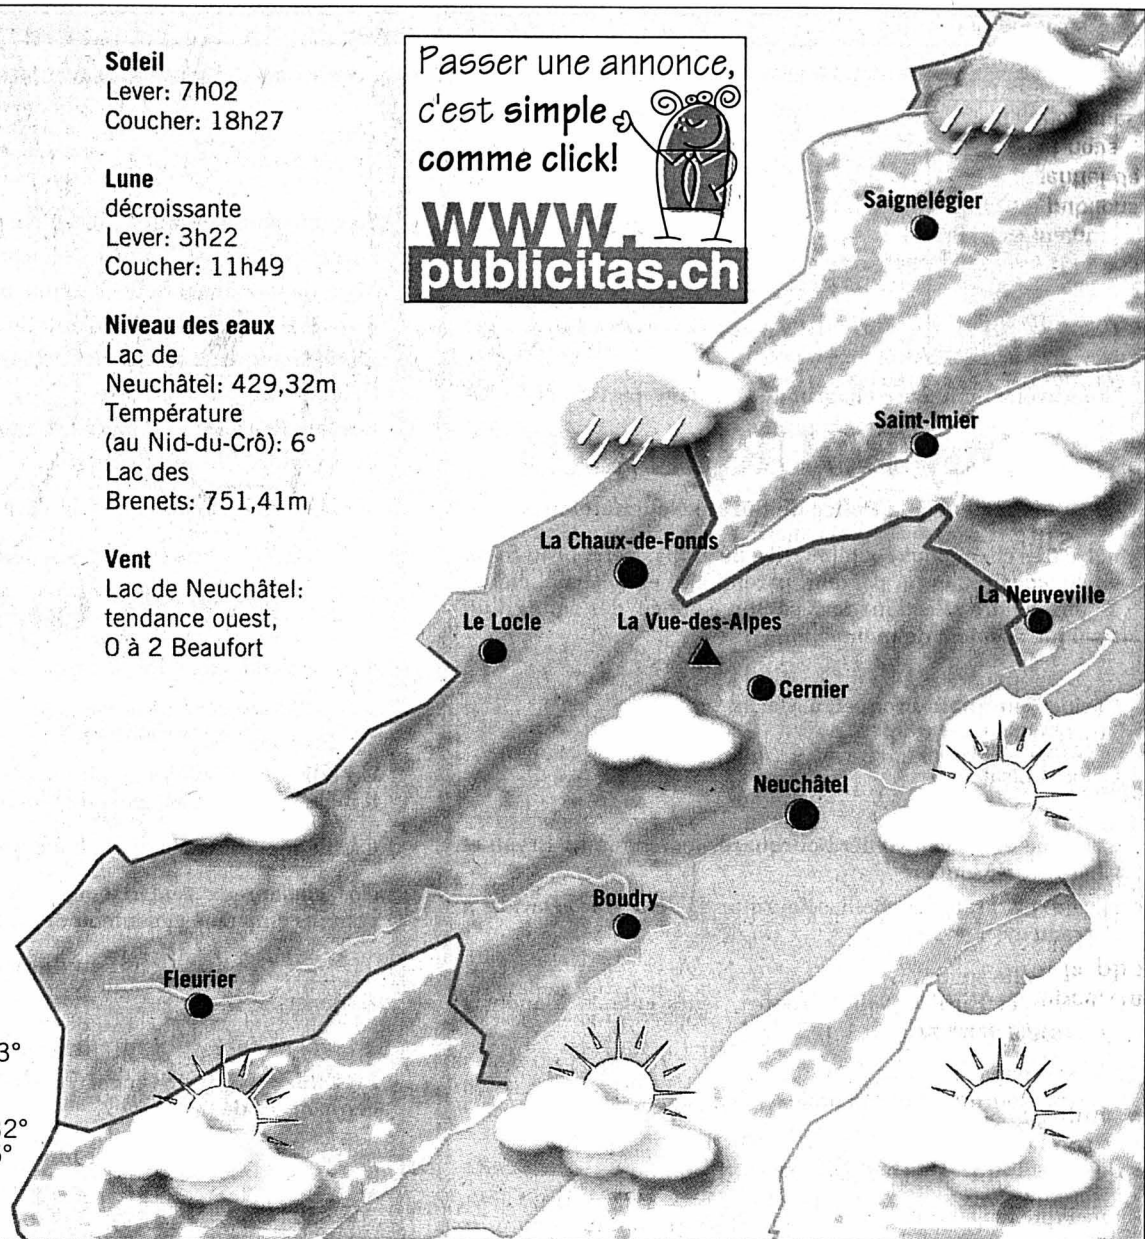 Soleil
Lever: 7h02
Coucher: 18h27
Lune
décroissante
Lever: 3h22
Coucher: 11h49
Niveau des eaux
Lac de
Neuchâtel: 429,32m
Température
(au Nid-du-Crô): 6°
Lac des
Brenets: 751,41m
Vent
Lac de Neuchâtel:
tendance ouest,
0 à 2 Beaufort
Passer une annonce,
c'est simple
comme click!
www.
publicitas.ch
Saignelégier
Saint-Imier
La Chaux-de-Fonds
La Neuveville
Le Locle
La Vue-des-Alpes
Cernier
Neuchâtel
Boudry
Fleurier
3°
2°